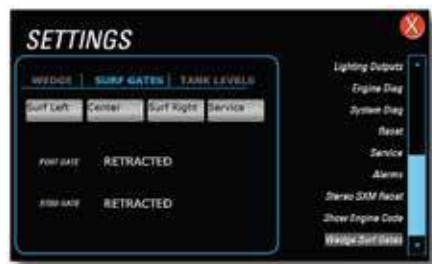 SETTINGS
WEDGE | SURF GATES | TANK LEVELS
Surf Left Center Surf Right Service
PORT GATE RETRACTED
STBD GATE RETRACTED
X
Lighting Outputs
Engine Diag
System Diag
Reset
Service
Alarms
Stereo SXM Reset
Show Engine Code
Wedge Surf Gates